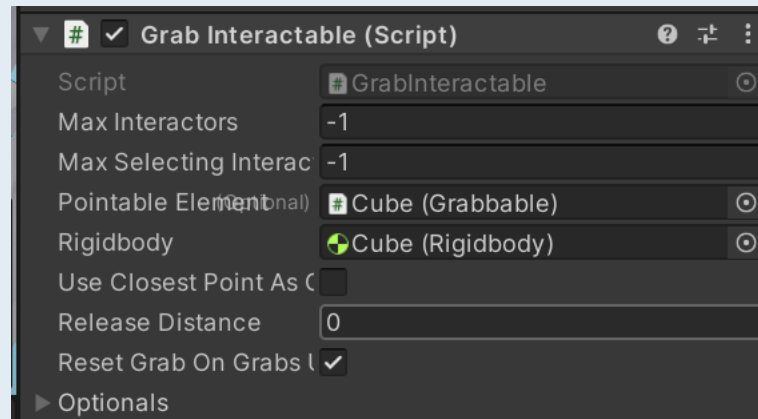 # Grab Interactable (Script)
Script # GrabInteractable
Max Interactors -1
Max Selecting Interac -1
Pointable Element (Optional) # Cube (Grabbable)
Rigidbody Cube (Rigidbody)
Use Closest Point As
Release Distance 0
Reset Grab On Grabs
Optionals